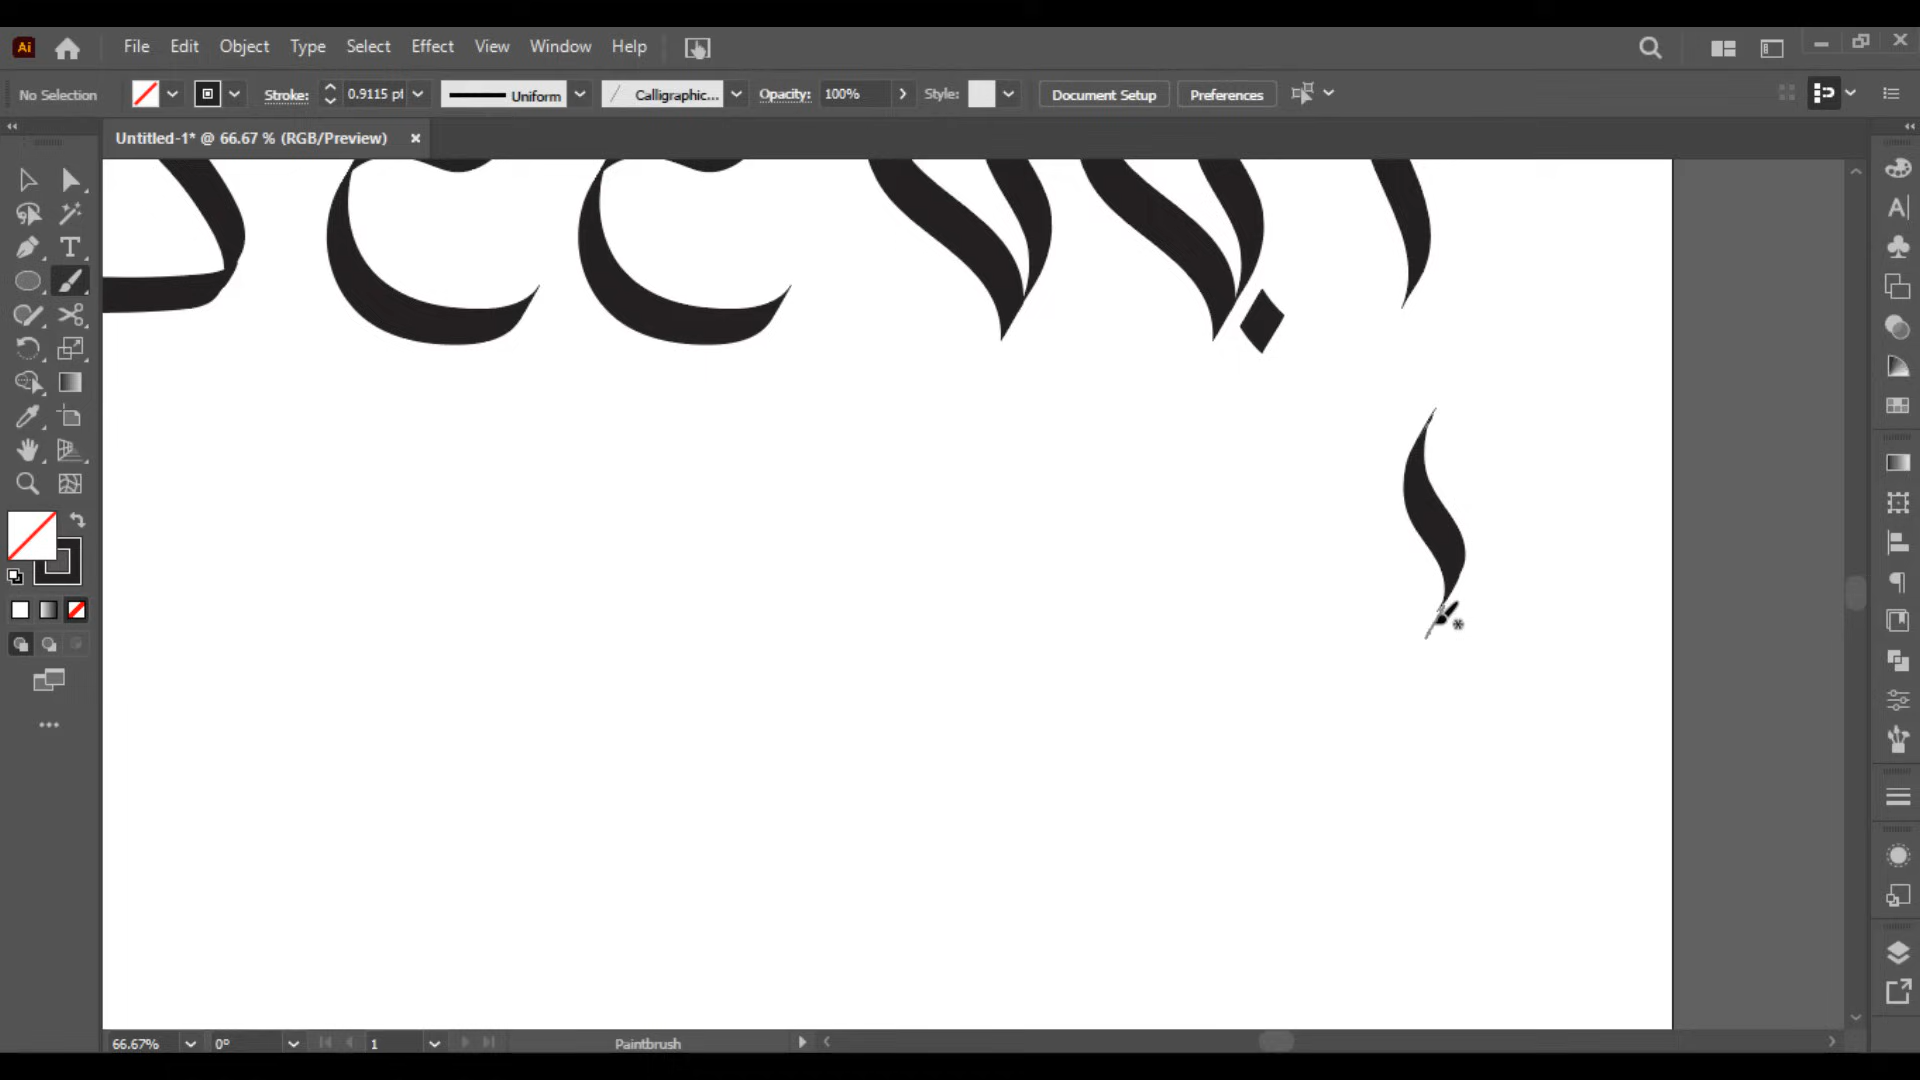 Ai File Edit Object Type Select Effect View Window Help
No Selection Stroke: 0.9115 pt Uniform Calligraphic... Opacity: 100% Style: Document Setup Preferences
Untitled-1* @ 66.67 % (RGB/Preview) ×
66.67% 0° 1 Paintbrush